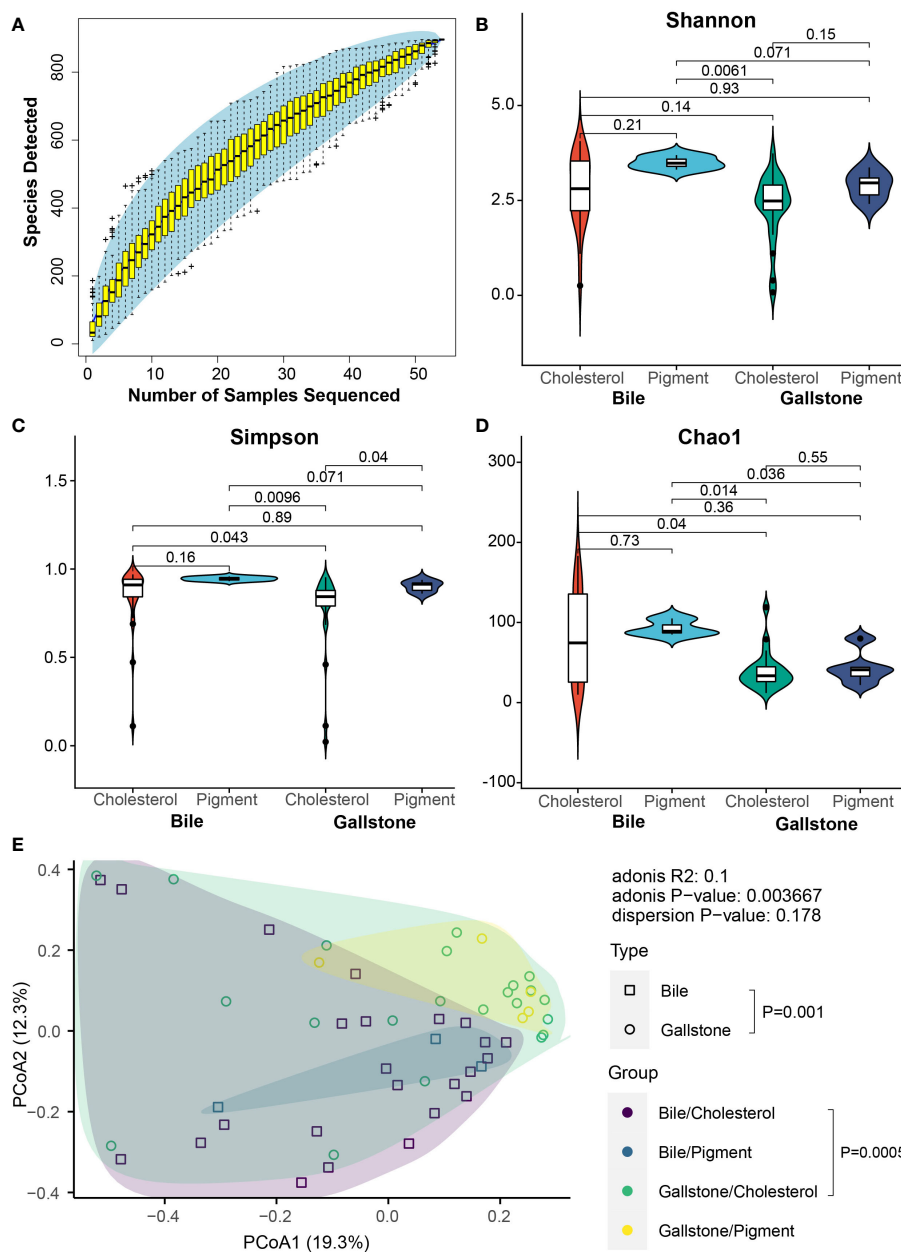 A
Species Detected
0
200
400
600
800
0
10
20
30
40
50
Number of Samples Sequenced
B
Shannon
0.15
0.071
0.0061
0.93
0.14
0.21
5.0
2.5
0.0
Cholesterol Pigment Cholesterol Pigment
Bile Gallstone
C
Simpson
0.04
0.071
0.0096
0.89
0.043
0.16
1.5
1.0
0.5
0.0
Cholesterol Pigment Cholesterol Pigment
Bile Gallstone
D
Chao1
0.55
0.036
0.014
0.36
0.04
0.73
300
200
100
0
-100
Cholesterol Pigment Cholesterol Pigment
Bile Gallstone
E
PCoA2 (12.3%)
0.4
0.2
0.0
−0.2
−0.4
−0.4 −0.2 0.0 0.2
PCoA1 (19.3%)
adonis R2: 0.1
adonis P−value: 0.003667
dispersion P−value: 0.178
Type
Bile
Gallstone
P=0.001
Group
Bile/Cholesterol
Bile/Pigment
Gallstone/Cholesterol
Gallstone/Pigment
P=0.0005